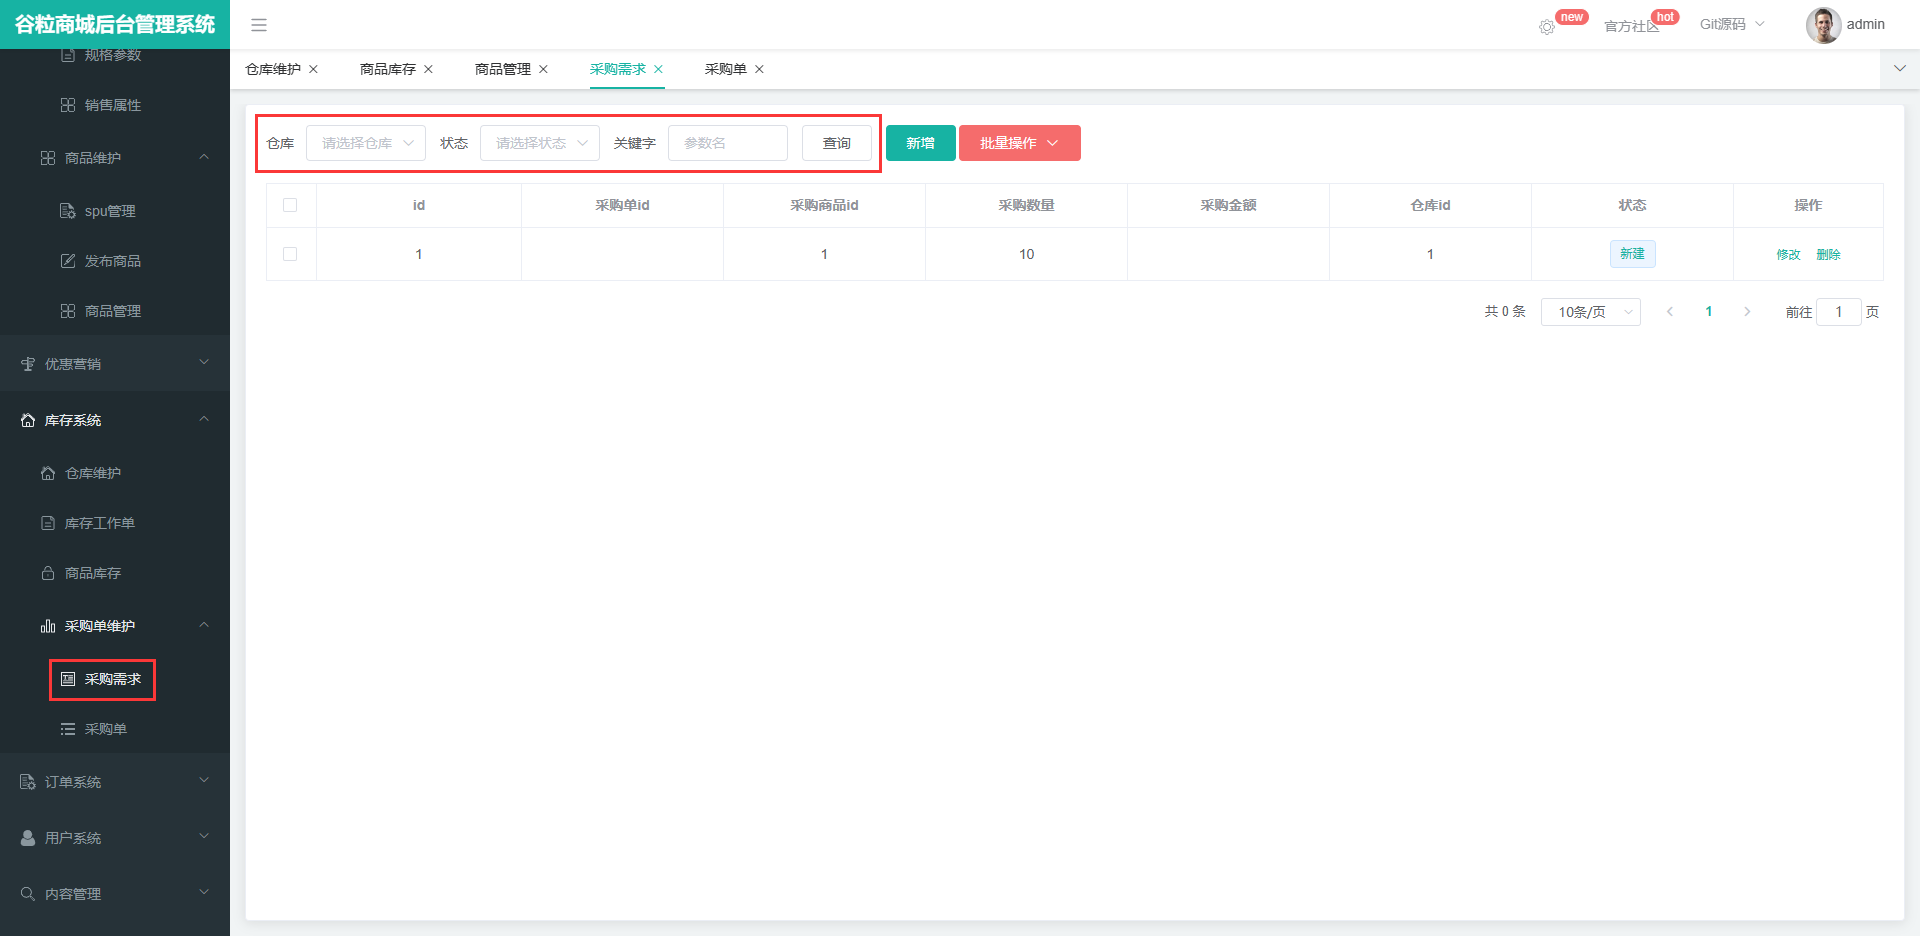 谷粒商城后台管理系统
new
官方社区
hot
Git源码
admin
规格参数
销售属性
商品维护
spu管理
发布商品
商品管理
优惠营销
库存系统
仓库维护
库存工作单
商品库存
采购单维护
采购需求
采购单
订单系统
用户系统
内容管理
仓库维护 商品库存 商品管理 采购需求 采购单
仓库 请选择仓库 状态 请选择状态 关键字 参数名 查询 新增 批量操作
id 采购单id 采购商品id 采购数量 采购金额 仓库id 状态 操作
1 1 10 1 新建 修改 删除
共 0 条 10条/页 1 前往 1 页